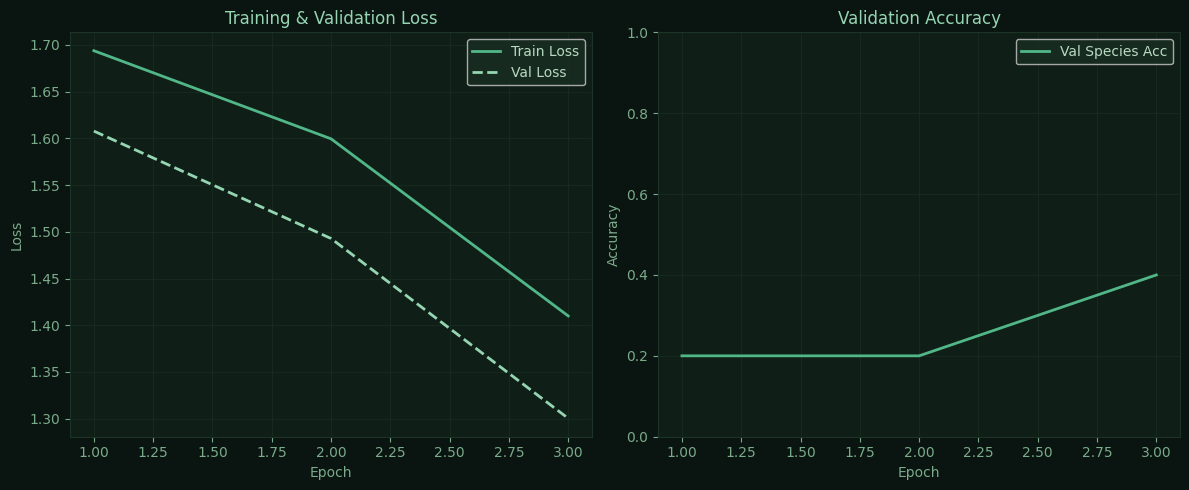 Training & Validation Loss
Train Loss
Val Loss
Loss
1.70
1.65
1.60
1.55
1.50
1.45
1.40
1.35
1.30
1.00 1.25 1.50 1.75 2.00 2.25 2.50 2.75 3.00
Epoch
Validation Accuracy
Val Species Acc
Accuracy
1.0
0.8
0.6
0.4
0.2
0.0
1.00 1.25 1.50 1.75 2.00 2.25 2.50 2.75 3.00
Epoch